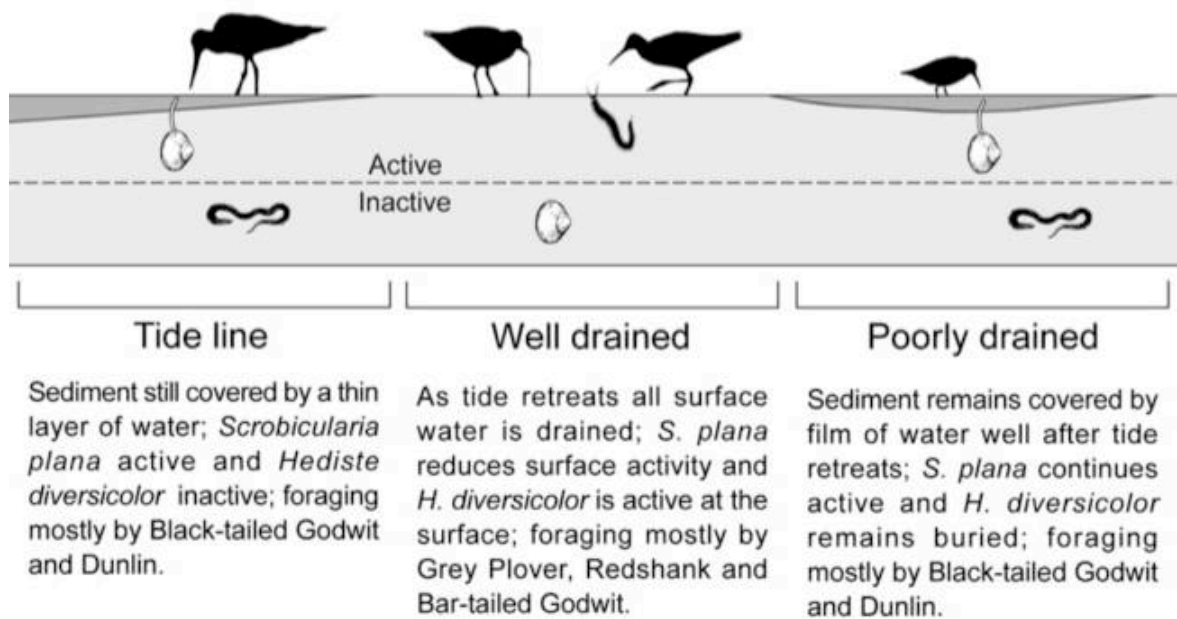 Active
Inactive
Tide line
Sediment still covered by a thin
layer of water; Scrobicularia
plana active and Hediste
diversicolor inactive; foraging
mostly by Black-tailed Godwit
and Dunlin.
Well drained
As tide retreats all surface
water is drained; S. plana
reduces surface activity and
H. diversicolor is active at the
surface; foraging mostly by
Grey Plover, Redshank and
Bar-tailed Godwit.
Poorly drained
Sediment remains covered by
film of water well after tide
retreats; S. plana continues
active and H. diversicolor
remains buried; foraging
mostly by Black-tailed Godwit
and Dunlin.